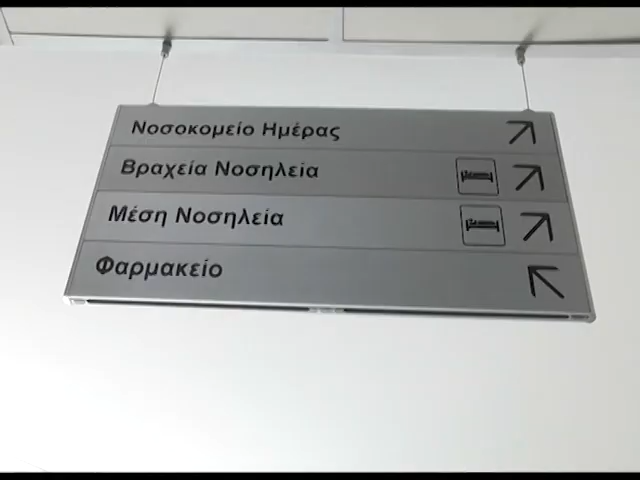 Νοσοκομείο Ημέρας
Βραχεία Νοσηλεία
Μέση Νοσηλεία
Φαρμακείο